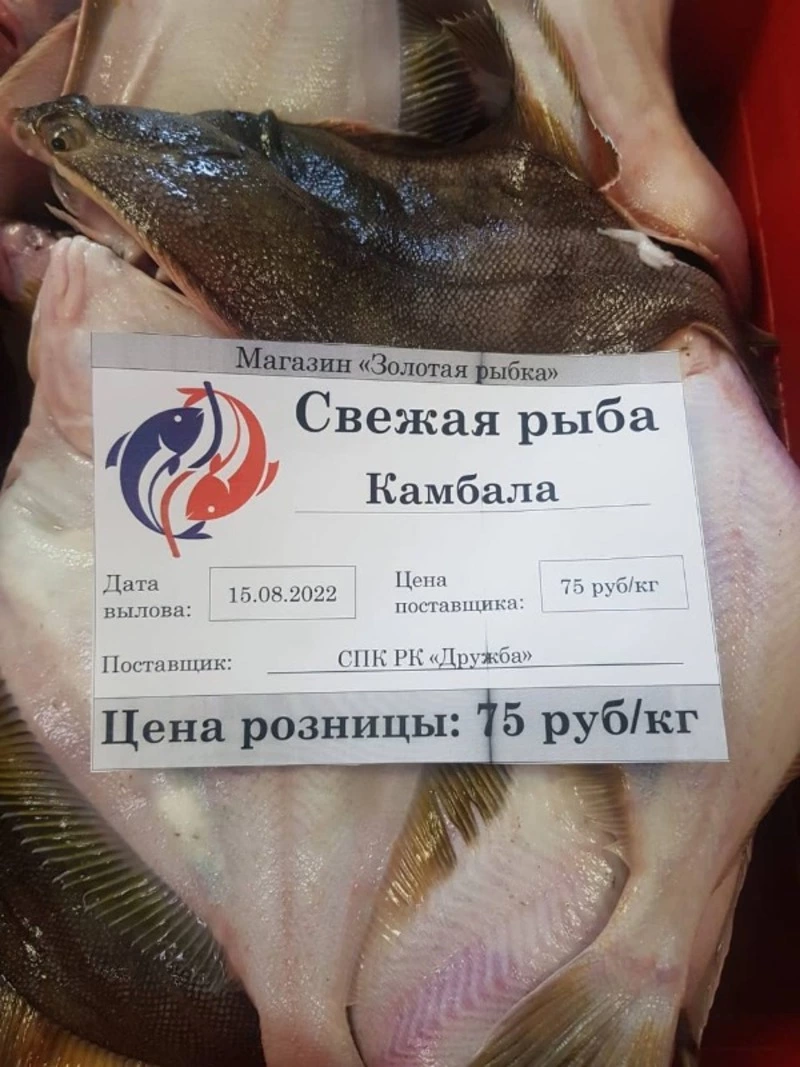 Магазин «Золотая рыбка»
Свежая рыба
Камбала
Дата вылова: 15.08.2022
Цена поставщика: 75 руб/кг
Поставщик: СПК РК «Дружба»
Цена розницы: 75 руб/кг